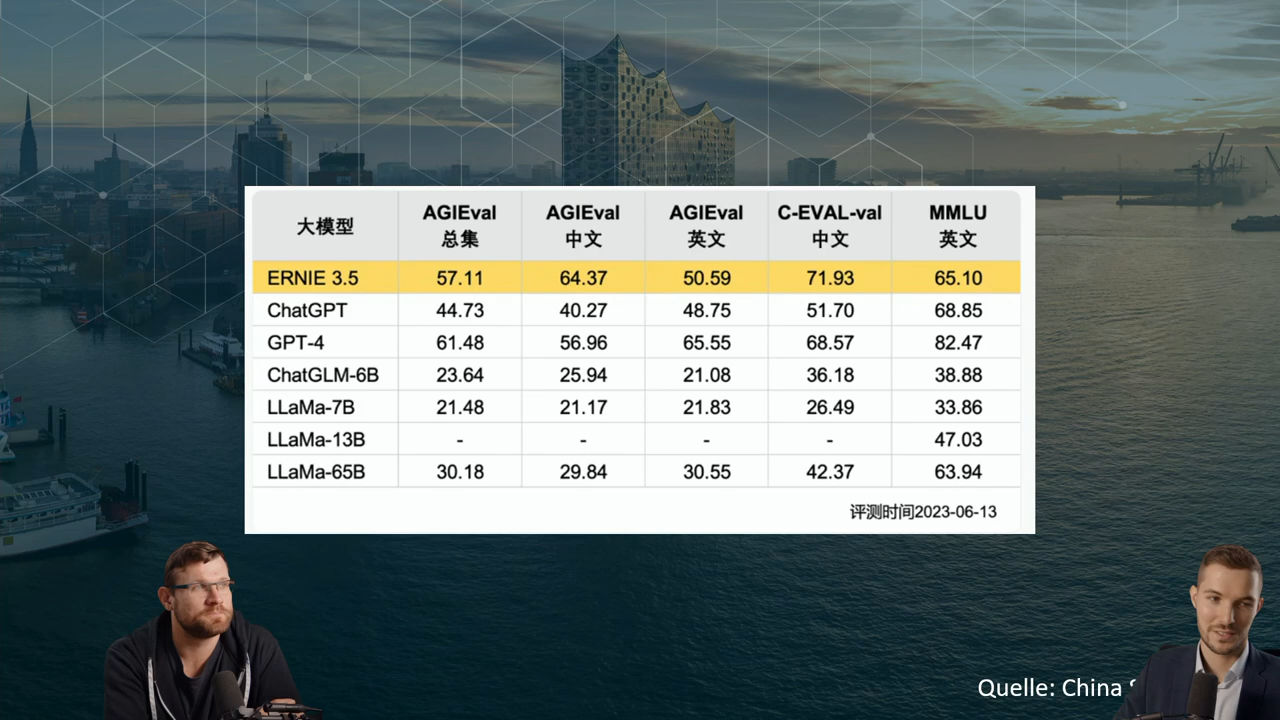 大模型 AGIEval 总集 AGIEval 中文 AGIEval 英文 C-EVAL-val 中文 MMLU 英文
ERNIE 3.5 57.11 64.37 50.59 71.93 65.10
ChatGPT 44.73 40.27 48.75 51.70 68.85
GPT-4 61.48 56.96 65.55 68.57 82.47
ChatGLM-6B 23.64 25.94 21.08 36.18 38.88
LLaMa-7B 21.48 21.17 21.83 26.49 33.86
LLaMa-13B - - - - 47.03
LLaMa-65B 30.18 29.84 30.55 42.37 63.94
评测时间2023-06-13
Quelle: China